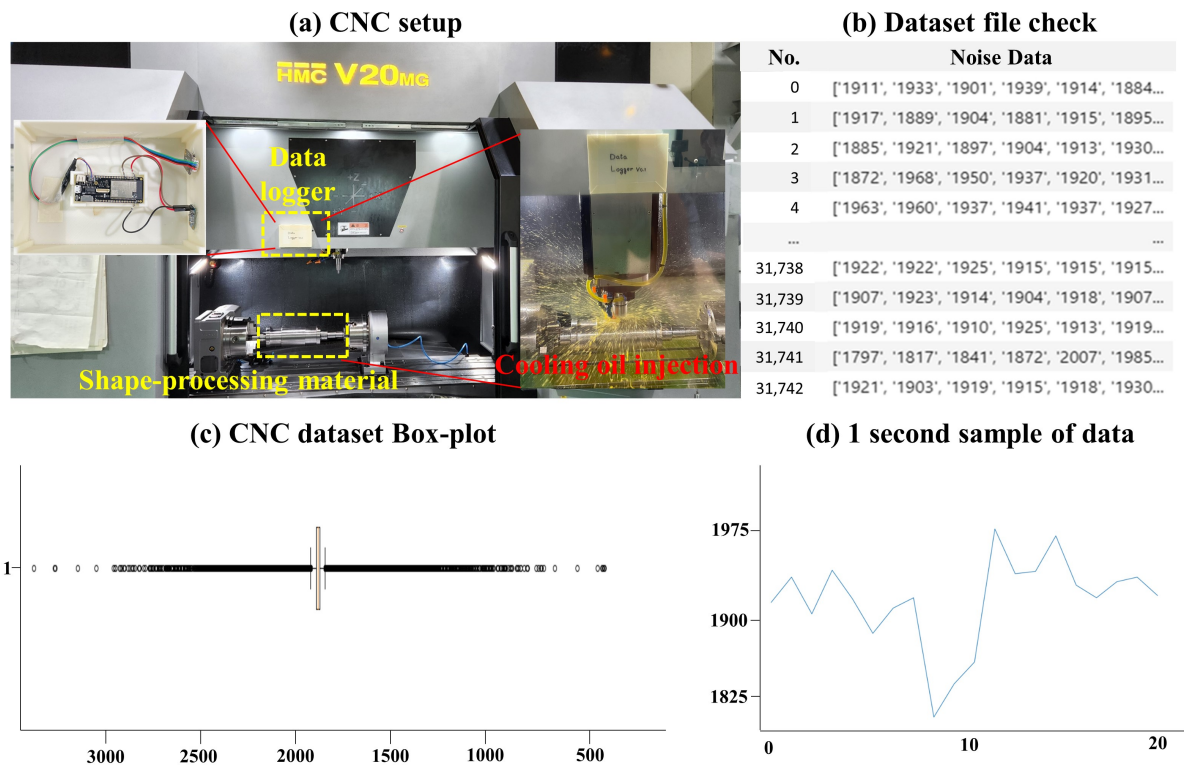 (a) CNC setup
HMC V20MG
Data
logger
Data
Logger Ver
Shape-processing material
Cooling oil injection
(b) Dataset file check
No. Noise Data
0 ['1911', '1933', '1901', '1939', '1914', '1884...
1 ['1917', '1889', '1904', '1881', '1915', '1895...
2 ['1885', '1921', '1897', '1904', '1913', '1930...
3 ['1872', '1968', '1950', '1937', '1920', '1931...
4 ['1963', '1960', '1937', '1941', '1937', '1927...
... ...
31,738 ['1922', '1922', '1925', '1915', '1915', '1915...
31,739 ['1907', '1923', '1914', '1904', '1918', '1907...
31,740 ['1919', '1916', '1910', '1925', '1913', '1919...
31,741 ['1797', '1817', '1841', '1872', '2007', '1985...
31,742 ['1921', '1903', '1919', '1915', '1918', '1930...
(c) CNC dataset Box-plot
1
3000 2500 2000 1500 1000 500
(d) 1 second sample of data
1975
1900
1825
0 10 20